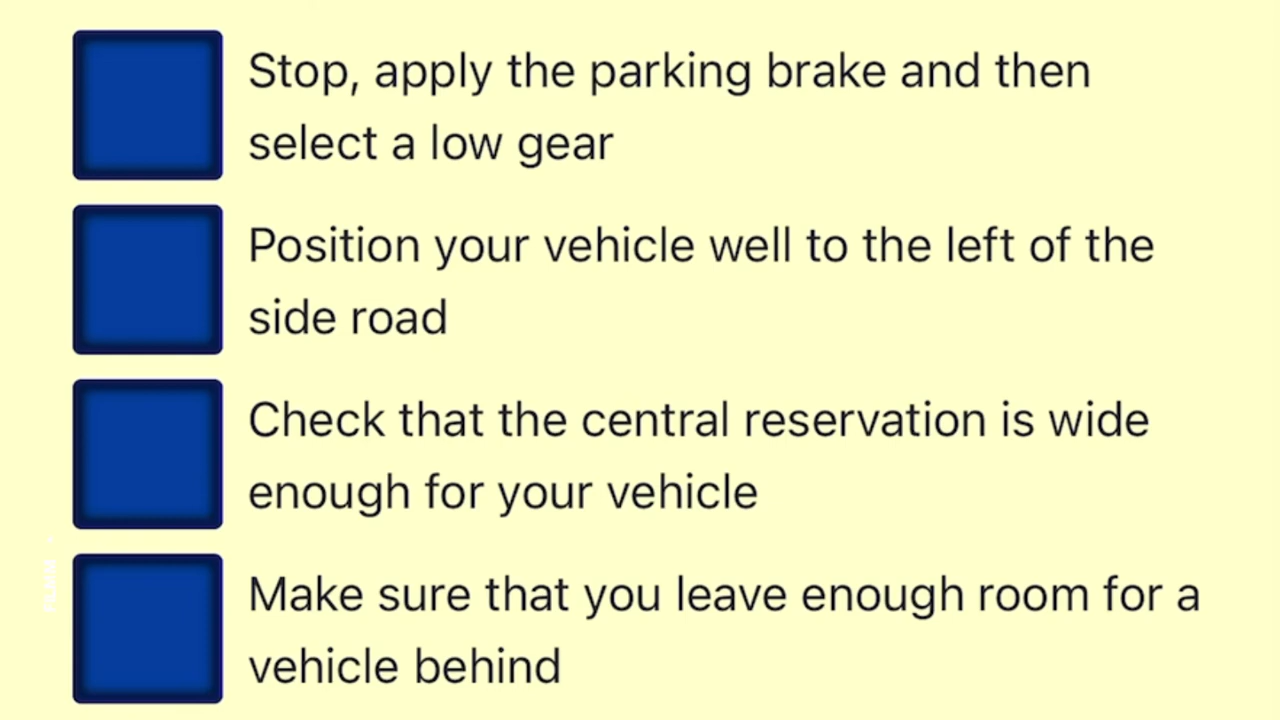 Stop, apply the parking brake and then
select a low gear
Position your vehicle well to the left of the
side road
Check that the central reservation is wide
enough for your vehicle
Make sure that you leave enough room for a
vehicle behind